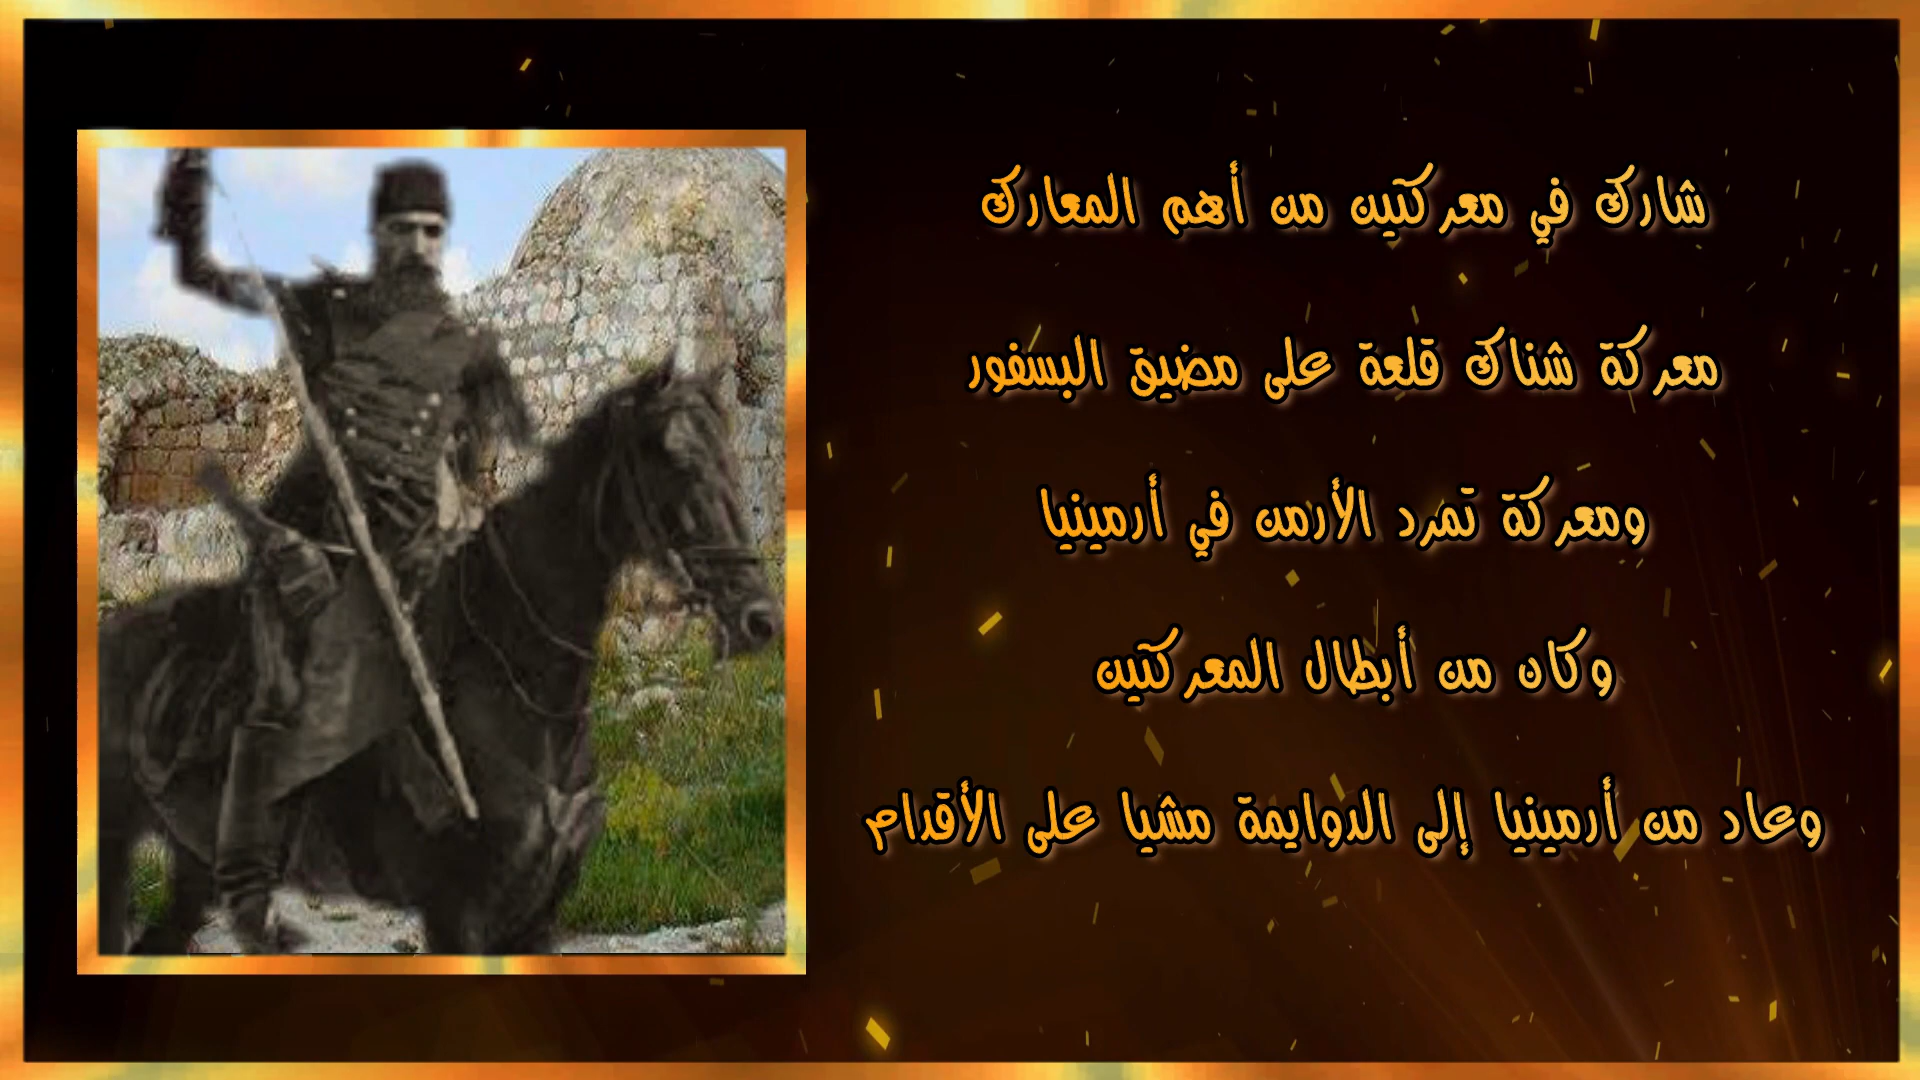 شارك في معركتين من أهم المعارك
معركة شناك قلعة على مضيق البسفور
ومعركة تمرد الأرمن في أرمينيا
وكان من أبطال المعركتين
وعاد من أرمينيا إلى الدوايمة مشيا على الأقدام